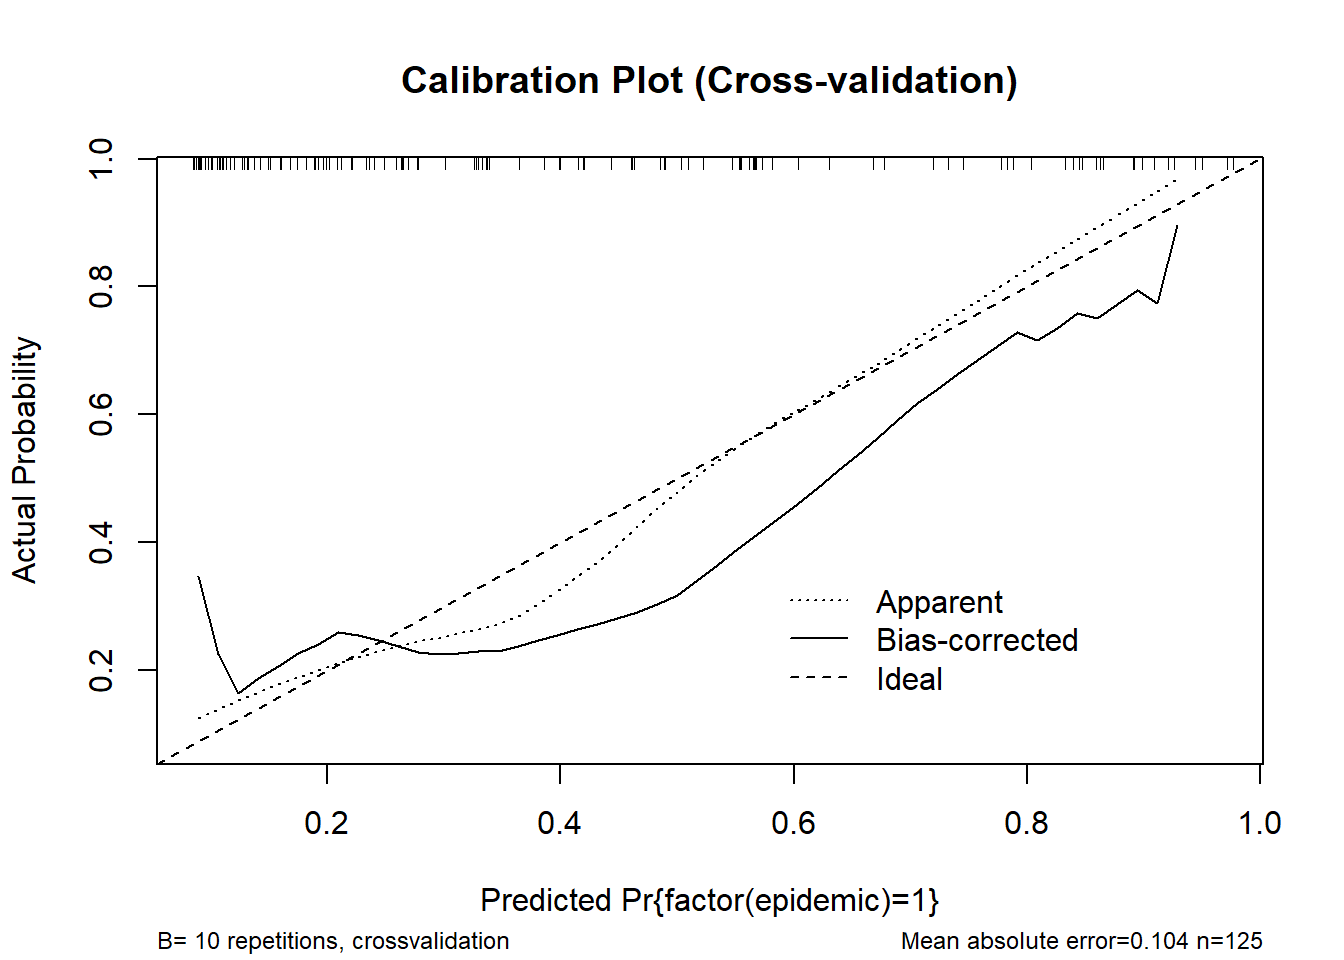 Calibration Plot (Cross-validation)
Actual Probability
1.0
0.8
0.6
0.4
0.2
Apparent
Bias-corrected
Ideal
0.2 0.4 0.6 0.8 1.0
Predicted Pr{factor(epidemic)=1}
B= 10 repetitions, crossvalidation
Mean absolute error=0.104 n=125